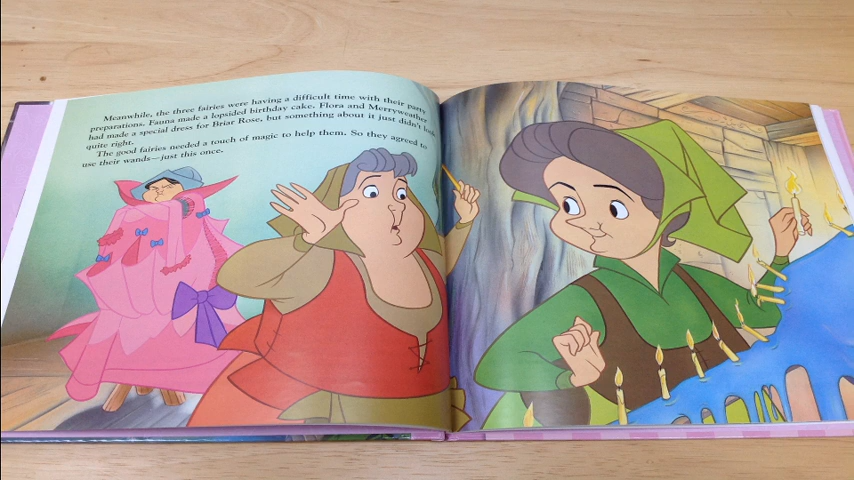 Meanwhile, the three fairies were having a difficult time with their party
preparations. Fauna made a lopsided birthday cake. Flora and Merryweather
had made a special dress for Briar Rose, but something about it just didn't look
quite right.
The good fairies needed a touch of magic to help them. So they agreed to
use their wands—just this once.